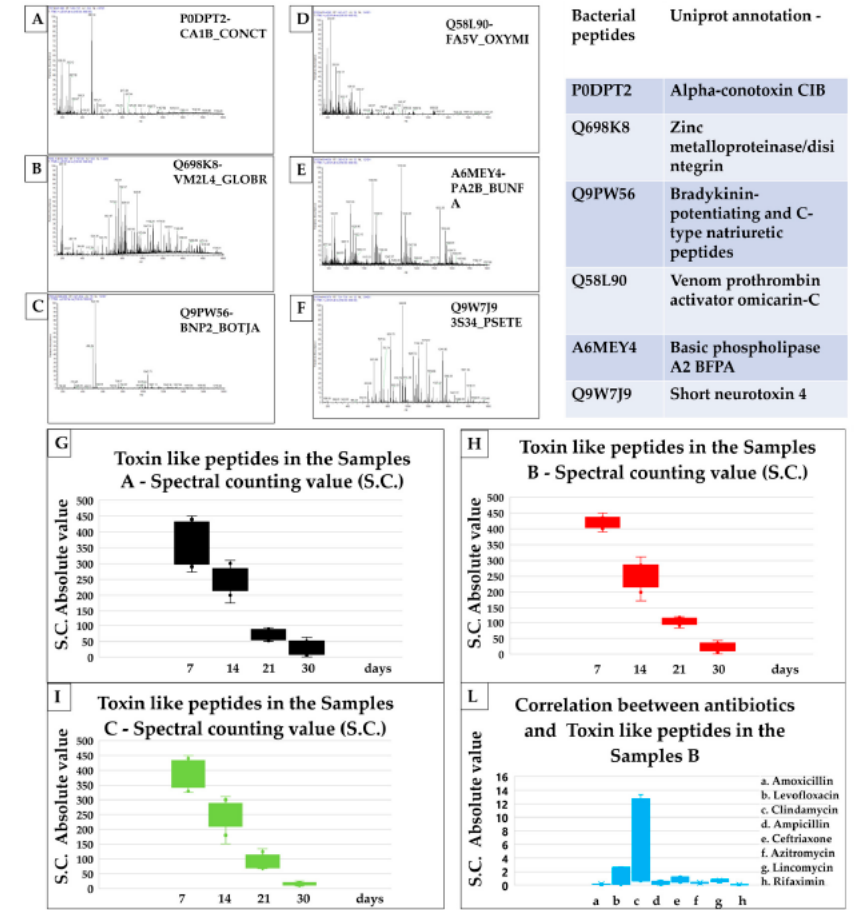 A
P0DPT2-
CA1B_CONCT
B
Q698K8-
VM2L4_GLOBR
C
Q9PW56-
BNP2_BOTJA
D
Q58L90-
FA5V_OXYMI
E
A6MEY4-
PA2B_BUNF
A
F
Q9W7J9
3S34_PSETE
Bacterial Uniprot annotation -
peptides
P0DPT2 Alpha-conotoxin CIB
Q698K8 Zinc
metalloproteinase/disi
ntegrin
Q9PW56 Bradykinin-
potentiating and C-
type natriuretic
peptides
Q58L90 Venom prothrombin
activator omicarin-C
A6MEY4 Basic phospholipase
A2 BFPA
Q9W7J9 Short neurotoxin 4
G
Toxin like peptides in the Samples
A - Spectral counting value (S.C.)
S.C. Absolute value
500
450
400
350
300
250
200
150
100
50
0
7 14 21 30 days
H
Toxin like peptides in the Samples
B - Spectral counting value (S.C.)
S.C. Absolute value
500
450
400
350
300
250
200
150
100
50
0
7 14 21 30 days
I
Toxin like peptides in the Samples
C - Spectral counting value (S.C.)
S.C. Absolute value
500
450
400
350
300
250
200
150
100
50
0
7 14 21 30 days
L
Correlation beetween antibiotics
and Toxin like peptides in the
Samples B
S.C. Absolute value
16
14
12
10
8
6
4
2
0
a b c d e f g h
a. Amoxicillin
b. Levofloxacin
c. Clindamycin
d. Ampicillin
e. Ceftriaxone
f. Azitromycin
g. Lincomycin
h. Rifaximin